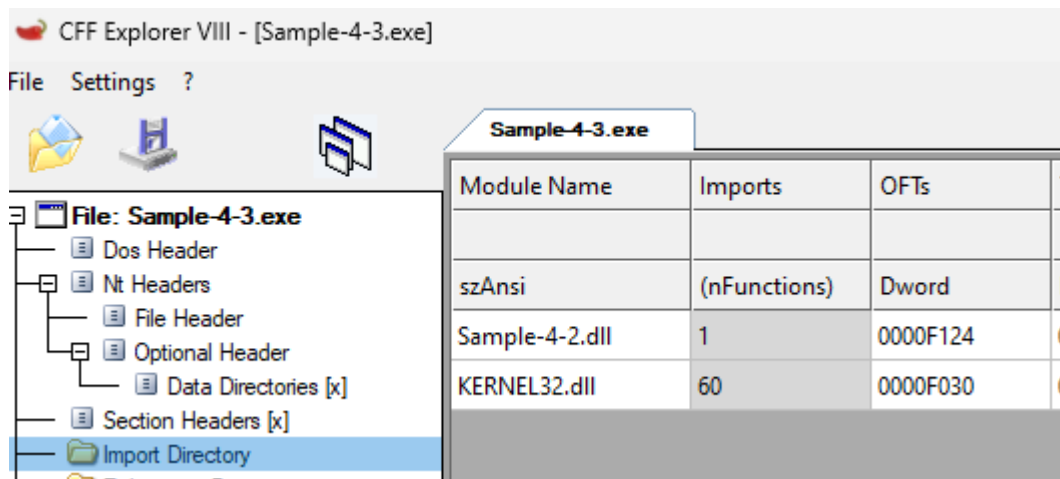 CFF Explorer VIII - [Sample-4-3.exe]
File Settings ?
Sample-4-3.exe
Module Name Imports OFTs
szAnsi (nFunctions) Dword
Sample-4-2.dll 1 0000F124
KERNEL32.dll 60 0000F030
File: Sample-4-3.exe
Dos Header
Nt Headers
File Header
Optional Header
Data Directories [x]
Section Headers [x]
Import Directory